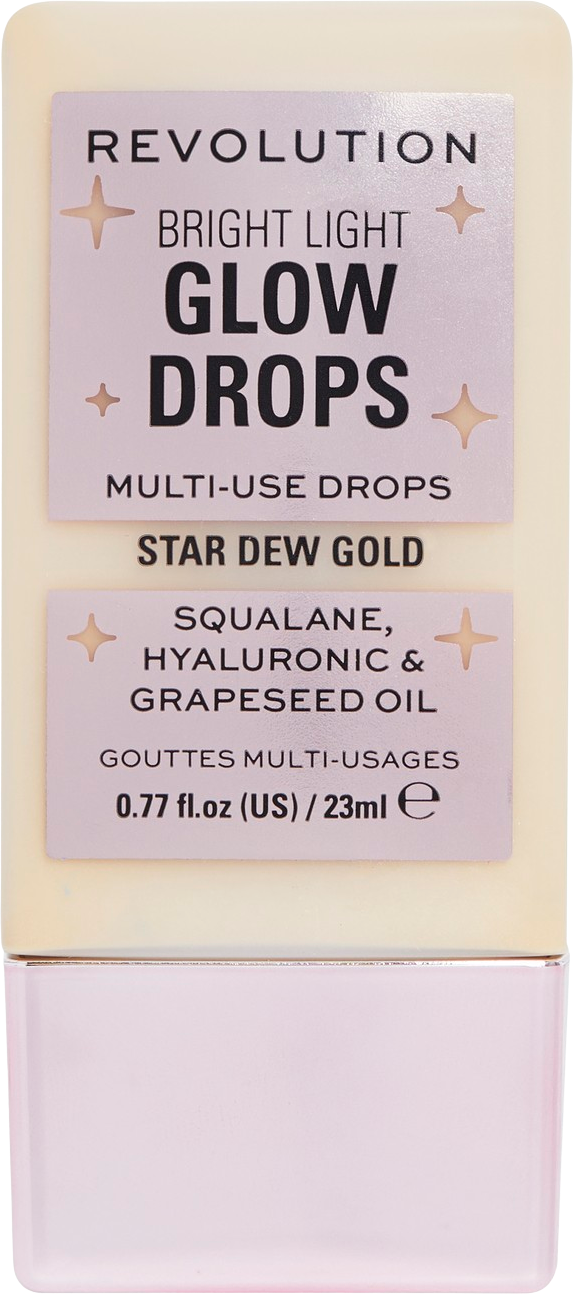 REVOLUTION
BRIGHT LIGHT
GLOW
DROPS
MULTI-USE DROPS
STAR DEW GOLD
SQUALANE,
HYALURONIC &
GRAPESEED OIL
GOUTTES MULTI-USAGES
0.77 fl.oz (US) / 23ml ℮